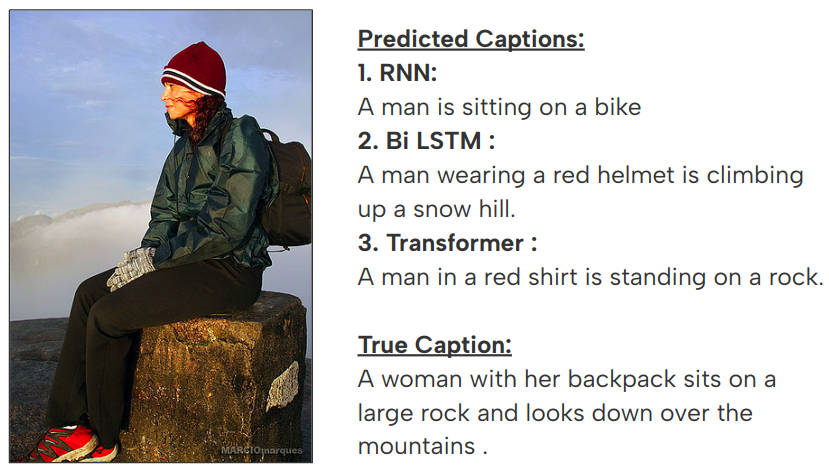 Predicted Captions:
1. RNN:
A man is sitting on a bike
2. Bi LSTM :
A man wearing a red helmet is climbing
up a snow hill.
3. Transformer :
A man in a red shirt is standing on a rock.
True Caption:
A woman with her backpack sits on a
large rock and looks down over the
mountains .
MARCIOmarques